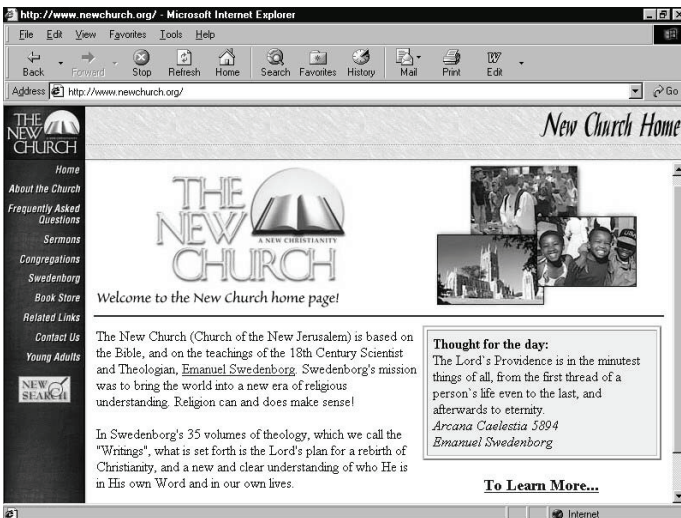 http://www.newchurch.org/ - Microsoft Internet Explorer
File Edit View Favorites Tools Help
Back Forward Stop Refresh Home Search Favorites History Mail Print Edit
Address http://www.newchurch.org/ Go
THE
NEW
CHURCH
New Church Home
Home
About the Church
Frequently Asked
Questions
Sermons
Congregations
Swedenborg
Book Store
Related Links
Contact Us
Young Adults
NEW
SEARCH
THE
NEW
A NEW CHRISTIANITY
CHURCH
Welcome to the New Church home page!
The New Church (Church of the New Jerusalem) is based on
the Bible, and on the teachings of the 18th Century Scientist
and Theologian, Emanuel Swedenborg. Swedenborg's mission
was to bring the world into a new era of religious
understanding. Religion can and does make sense!
In Swedenborg's 35 volumes of theology, which we call the
"Writings", what is set forth is the Lord's plan for a rebirth of
Christianity, and a new and clear understanding of who He is
in His own Word and in our own lives.
Thought for the day:
The Lord`s Providence is in the minutest
things of all, from the first thread of a
person`s life even to the last, and
afterwards to eternity.
Arcana Caelestia 5894
Emanuel Swedenborg
To Learn More...
Internet